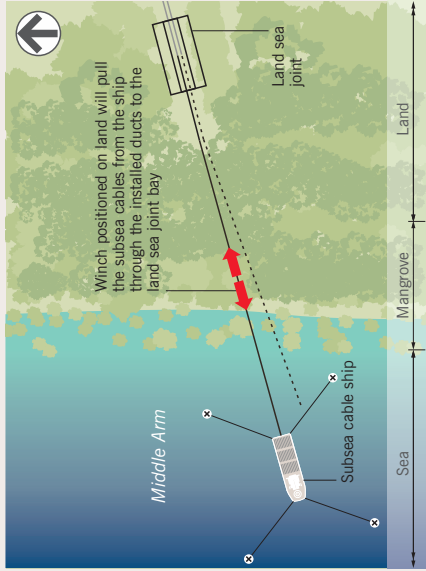 Winch positioned on land will pull
the subsea cables from the ship
through the installed ducts to the
land sea joint bay
Land sea
joint
Middle Arm
Subsea cable ship
Sea
Mangrove
Land